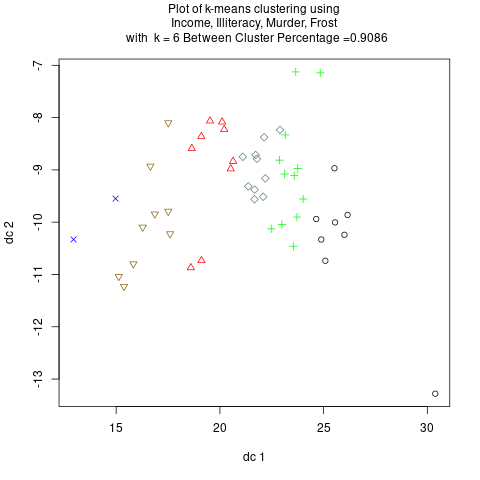 Plot of k-means clustering using
Income, Illiteracy, Murder, Frost
with k = 6 Between Cluster Percentage =0.9086
-7
-8
-9
-10
-11
-12
-13
dc 2
15
20
25
30
dc 1